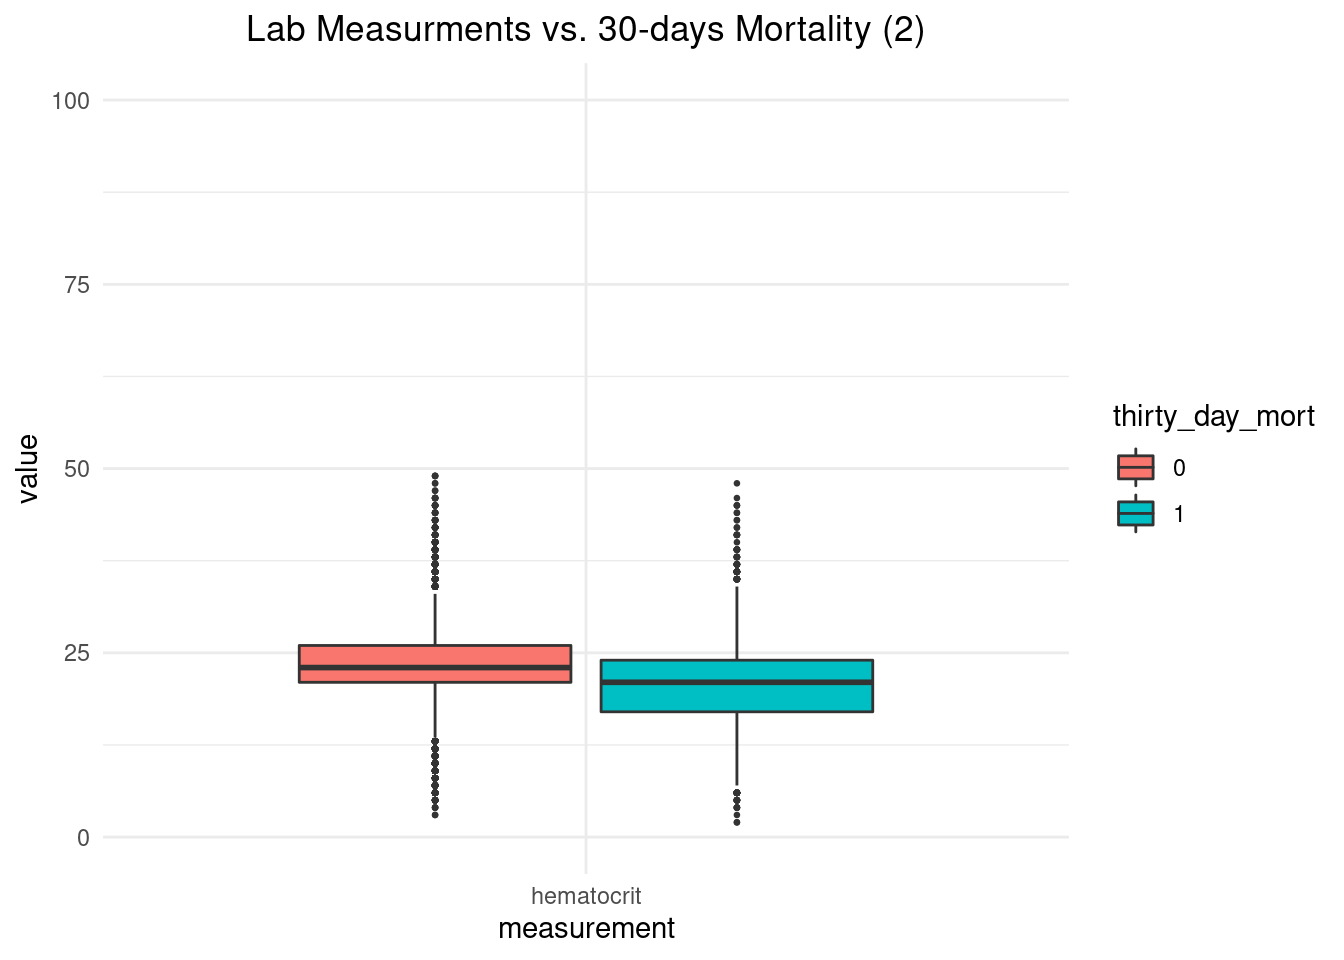 Lab Measurments vs. 30-days Mortality (2)
100
75
50
25
0
value
hematocrit
measurement
thirty_day_mort
0
1